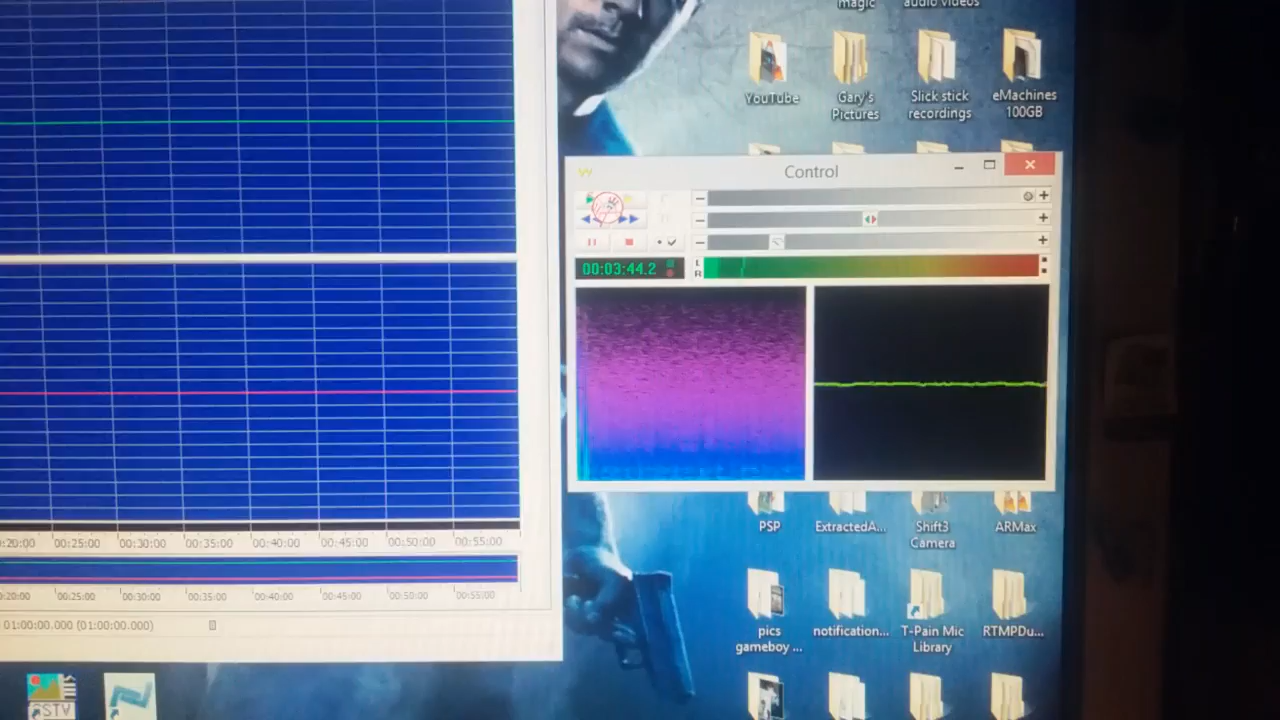 magic
audio videos
YouTube
Gary's
Pictures
Slick stick
recordings
eMachines
100GB
Control
00:03:44.2
L
R
PSP
ExtractedA...
Shift3
Camera
ARMax
:20:00 00:25:00 00:30:00 00:35:00 00:40:00 00:45:00 00:50:00 00:55:00
:20:00 00:25:00 00:30:00 00:35:00 00:40:00 00:45:00 00:50:00 00:55:00
01:00:00.000 (01:00:00.000)
pics
gameboy ...
notification...
T-Pain Mic
Library
RTMPDu...
SSTV